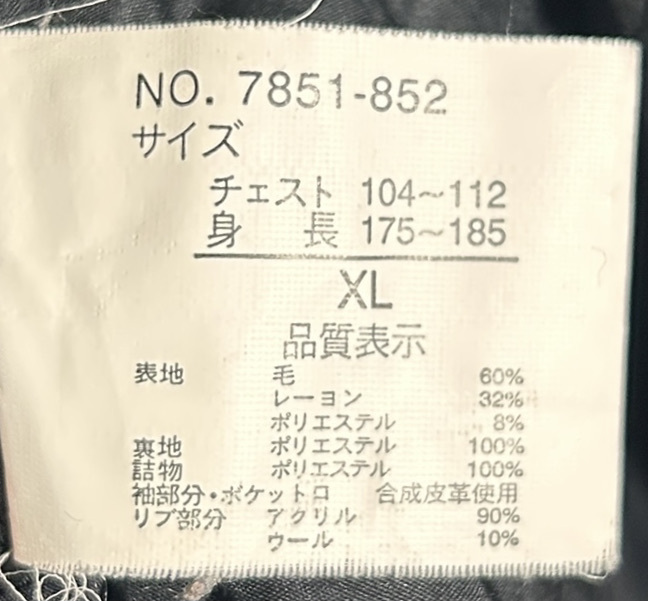 NO. 7851-852
サイズ
チェスト 104〜112
身 長 175〜185
XL
品質表示
表地 毛 60%
レーヨン 32%
ポリエステル 8%
裏地 ポリエステル 100%
詰物 ポリエステル 100%
袖部分・ポケット口 合成皮革使用
リブ部分 アクリル 90%
ウール 10%